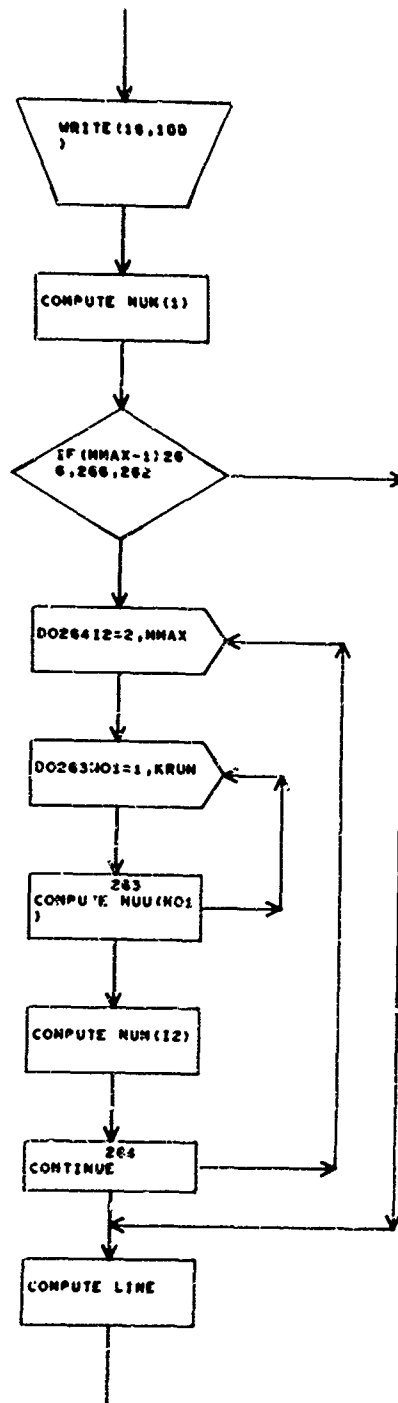 WRITE(16,100
)
COMPUTE NUM(1)
IF(NMAX-1)26
6,266,262
DO264I2=2,NMAX
DO263NO1=1,KRUN
263
COMPUTE NUU(NO1
)
COMPUTE NUM(I2)
264
CONTINUE
COMPUTE LINE